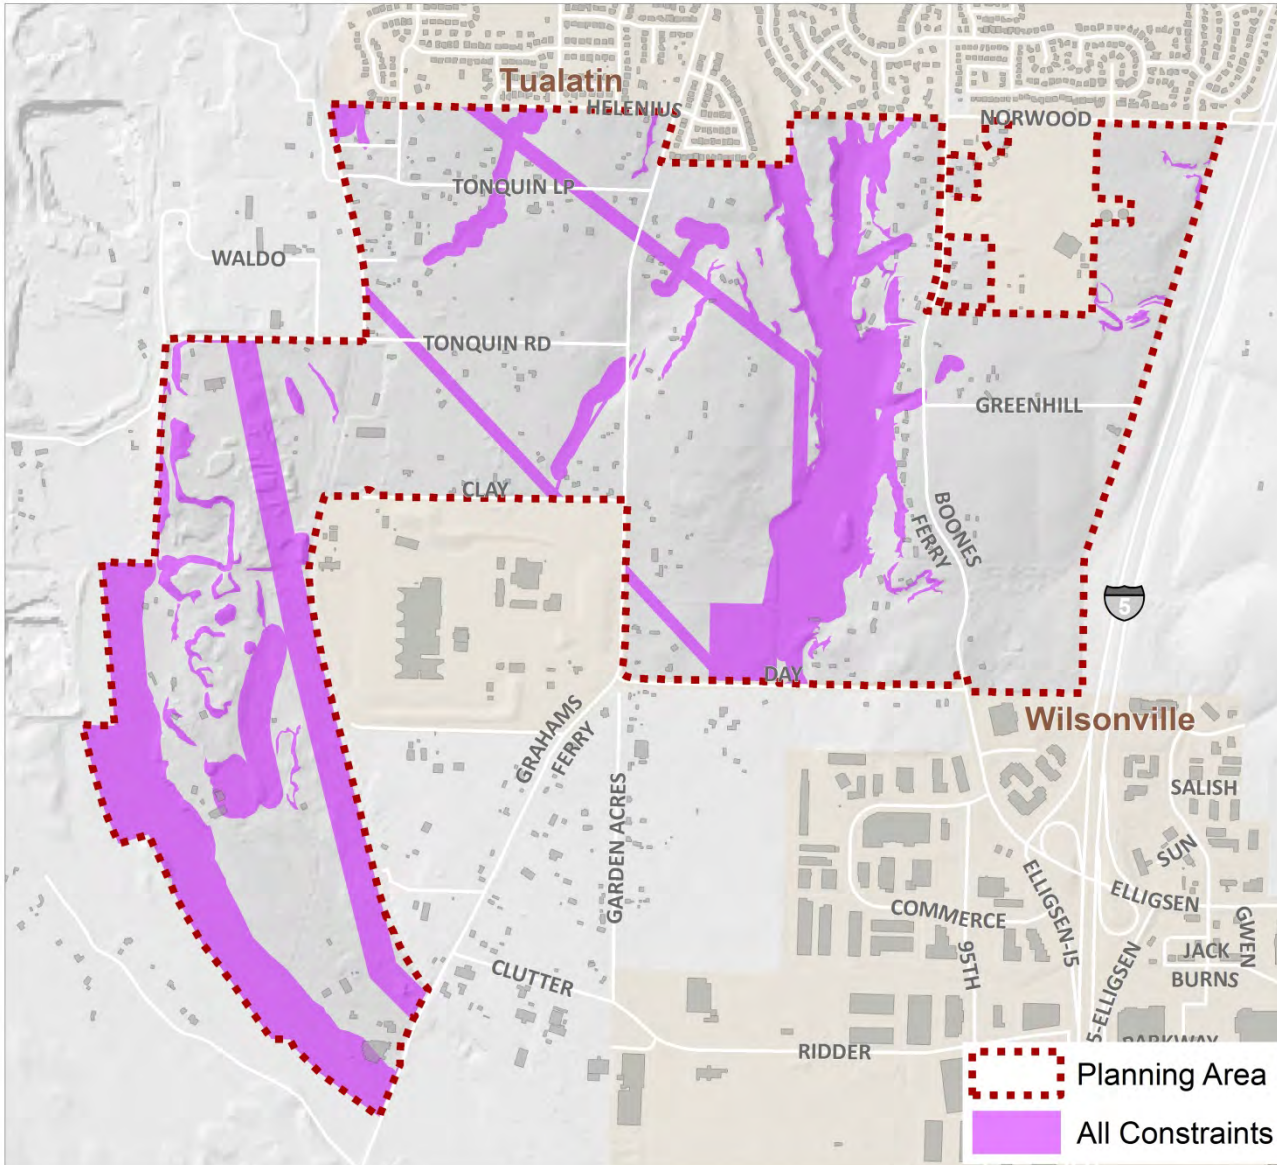 Tualatin
HELENIUS
NORWOOD
TONQUIN LP
WALDO
TONQUIN RD
GREENHILL
CLAY
BOONES
FERRY
5
DAY
Wilsonville
GRAHAMS
FERRY
SALISH
GARDEN ACRES
SUN
ELLIGSEN
ELLIGSEN-I5
COMMERCE
GWEN
95TH
JACK
BURNS
CLUTTER
5-ELLIGSEN
RIDDER
PARKWAY
Planning Area
All Constraints